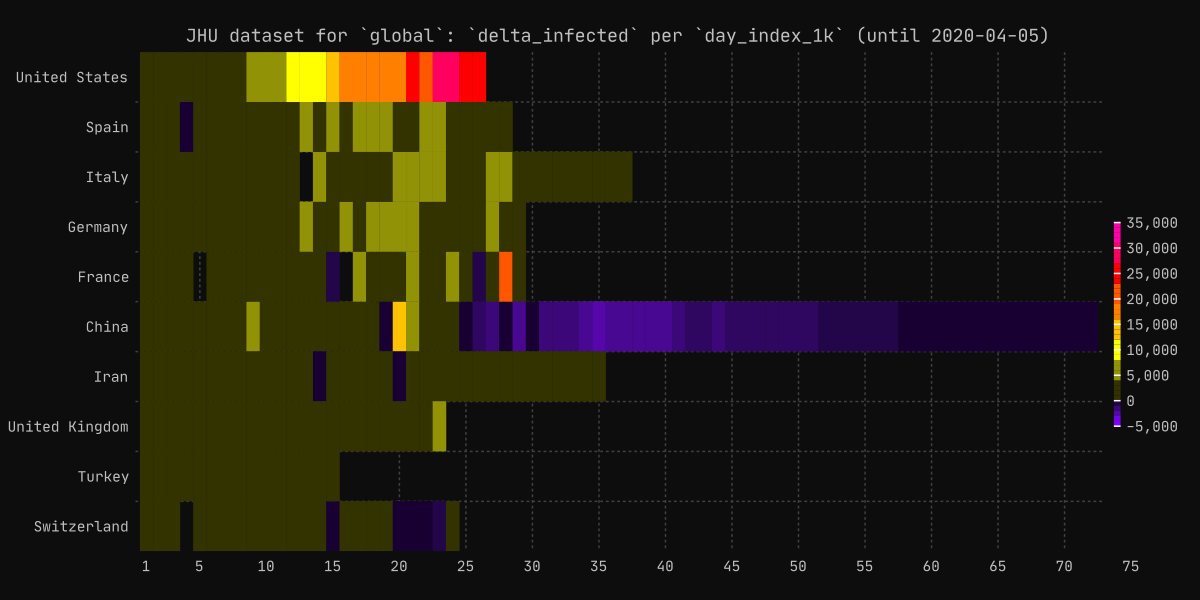 JHU dataset for `global`: `delta_infected` per `day_index_1k` (until 2020-04-05)
United States
Spain
Italy
Germany
France
China
Iran
United Kingdom
Turkey
Switzerland
1 5 10 15 20 25 30 35 40 45 50 55 60 65 70 75
35,000
30,000
25,000
20,000
15,000
10,000
5,000
0
-5,000